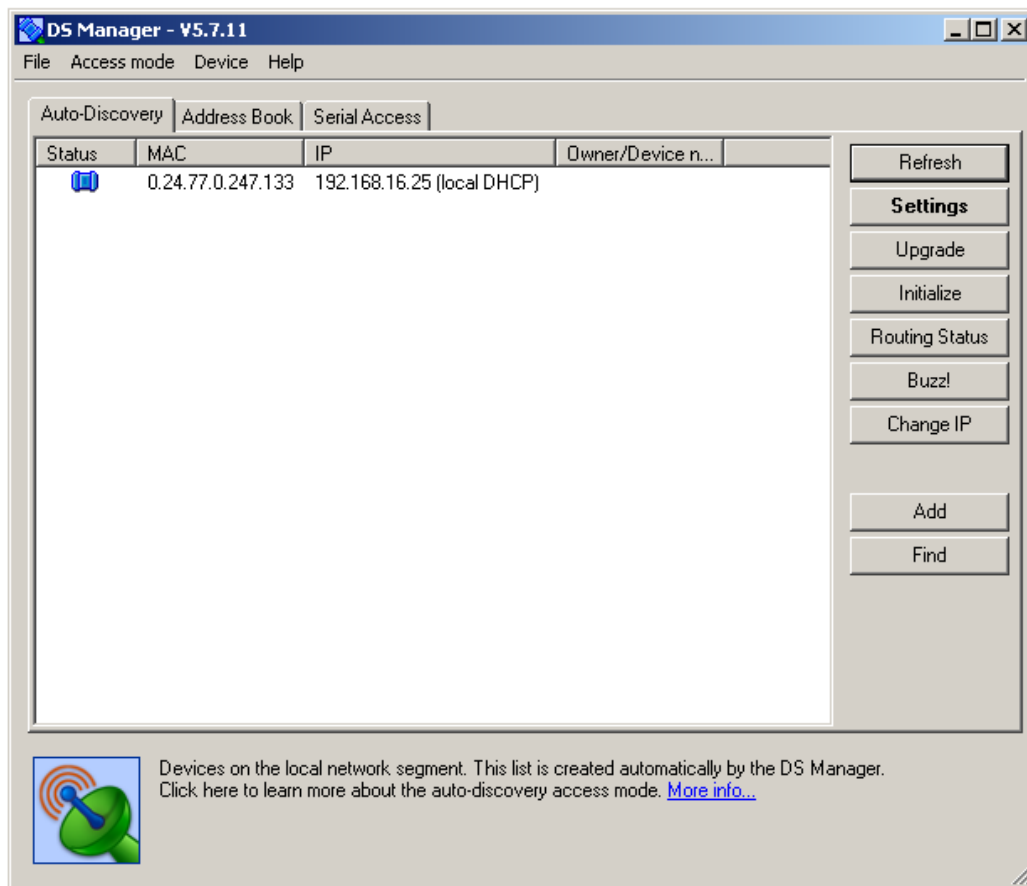 DS Manager - V5.7.11
File Access mode Device Help
Auto-Discovery Address Book Serial Access
Status MAC IP Owner/Device n...
0.24.77.0.247.133 192.168.16.25 (local DHCP)
Refresh
Settings
Upgrade
Initialize
Routing Status
Buzz!
Change IP
Add
Find
Devices on the local network segment. This list is created automatically by the DS Manager.
Click here to learn more about the auto-discovery access mode. More info...